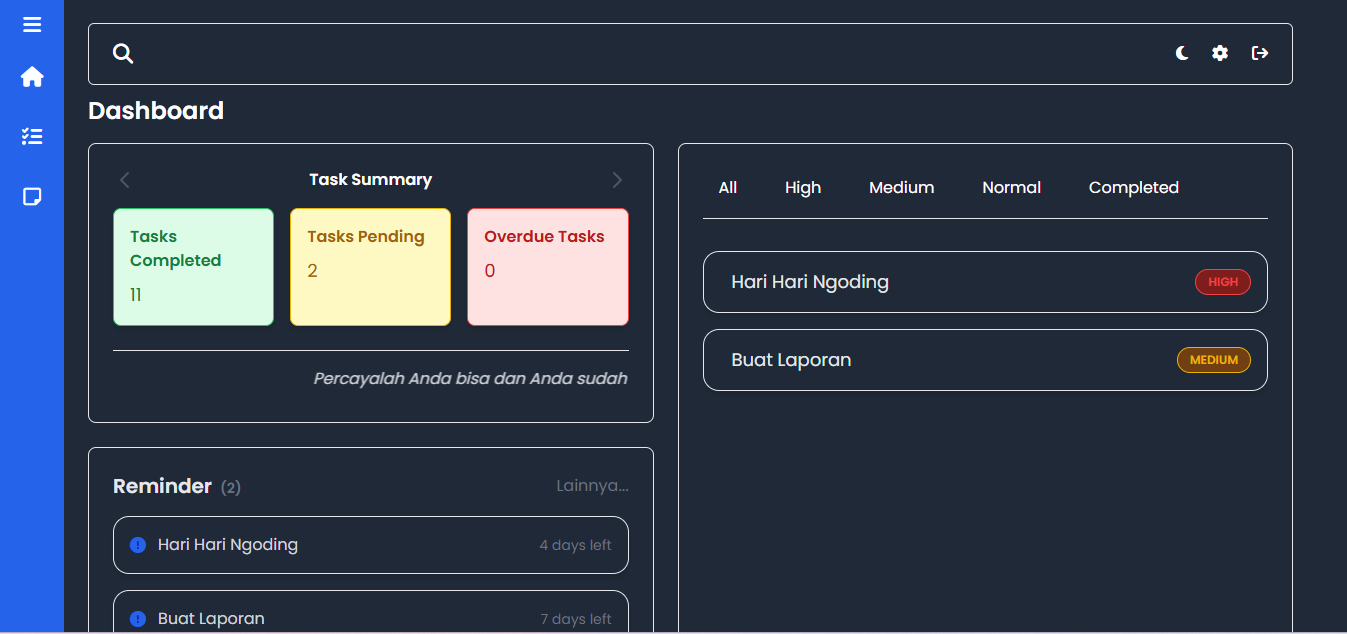 Dashboard
Task Summary
Tasks
Completed
11
Tasks Pending
2
Overdue Tasks
0
Percayalah Anda bisa dan Anda sudah
Reminder (2)
Lainnya...
Hari Hari Ngoding
4 days left
Buat Laporan
7 days left
All High Medium Normal Completed
Hari Hari Ngoding
HIGH
Buat Laporan
MEDIUM